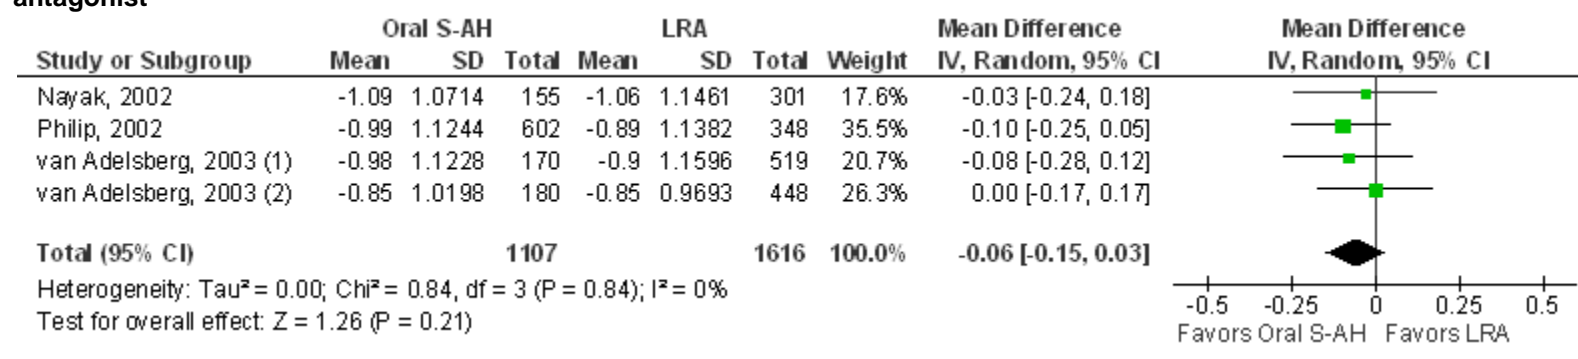 antagonist
Oral S-AH LRA Mean Difference Mean Difference
Study or Subgroup Mean SD Total Mean SD Total Weight IV, Random, 95% CI IV, Random, 95% CI
Nayak, 2002 -1.09 1.0714 155 -1.06 1.1461 301 17.6% -0.03 [-0.24, 0.18]
Philip, 2002 -0.99 1.1244 602 -0.89 1.1382 348 35.5% -0.10 [-0.25, 0.05]
van Adelsberg, 2003 (1) -0.98 1.1228 170 -0.9 1.1596 519 20.7% -0.08 [-0.28, 0.12]
van Adelsberg, 2003 (2) -0.85 1.0198 180 -0.85 0.9693 448 26.3% 0.00 [-0.17, 0.17]
Total (95% CI) 1107 1616 100.0% -0.06 [-0.15, 0.03]
Heterogeneity: Tau² = 0.00; Chi² = 0.84, df = 3 (P = 0.84); I² = 0%
Test for overall effect: Z = 1.26 (P = 0.21)
-0.5 -0.25 0 0.25 0.5
Favors Oral S-AH Favors LRA